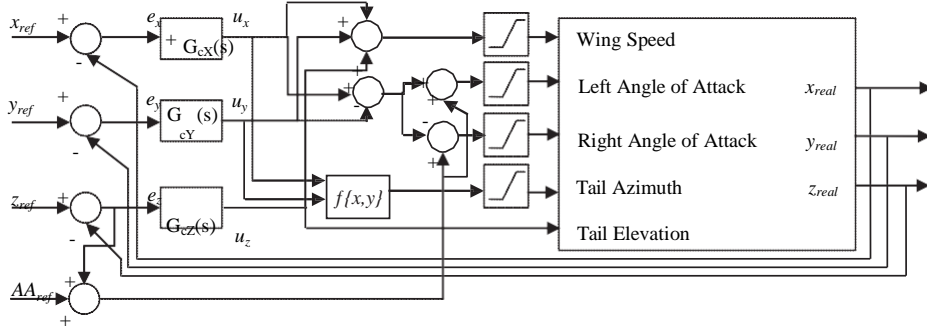 x_ref + - e_x + G_cX(s) u_x + + +
Wing Speed
Left Angle of Attack
x_real
y_ref + - e_y G_cY(s) u_y + - + +
Right Angle of Attack
y_real
- +
z_ref + - e_z G_cZ(s) u_z
f{x,y}
Tail Azimuth
z_real
Tail Elevation
AA_ref + +